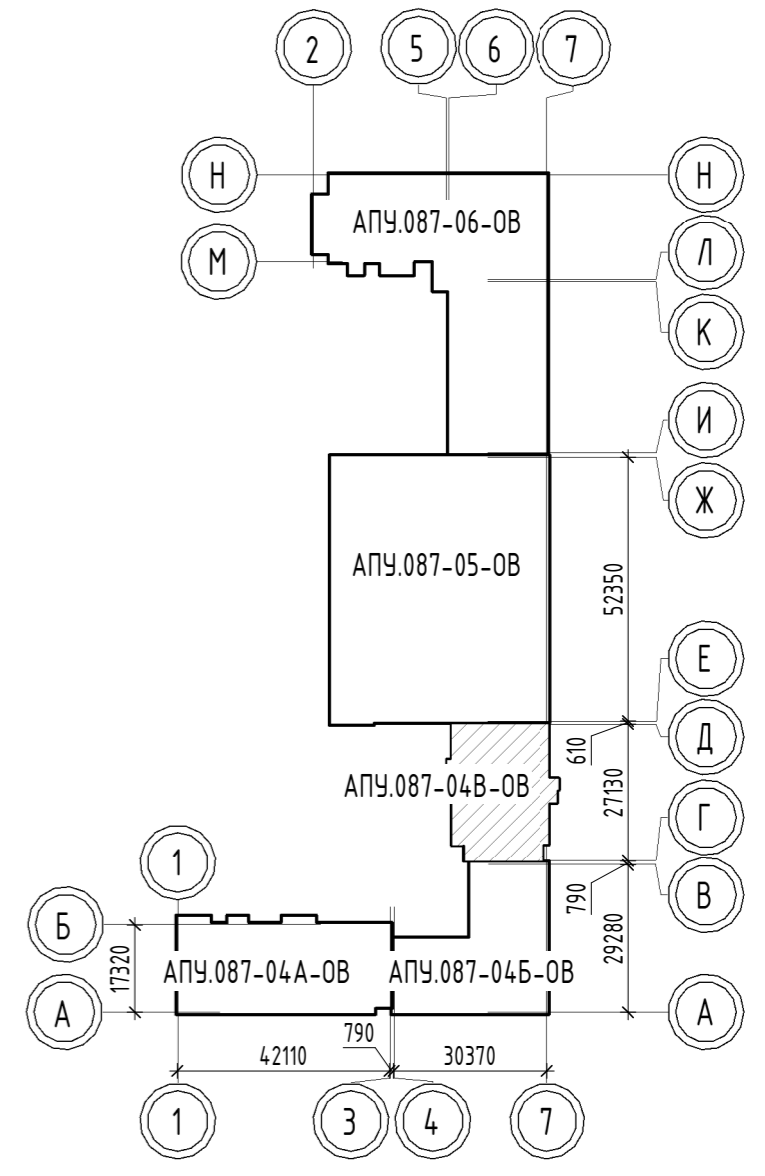 2
5
6
7
Н
Н
АПУ.087-06-ОВ
Л
М
К
И
Ж
АПУ.087-05-ОВ
52350
Е
Д
610
АПУ.087-04В-ОВ
27130
Г
1
В
790
Б
29280
17320
АПУ.087-04А-ОВ
АПУ.087-04Б-ОВ
А
А
790
42110
30370
1
3
4
7